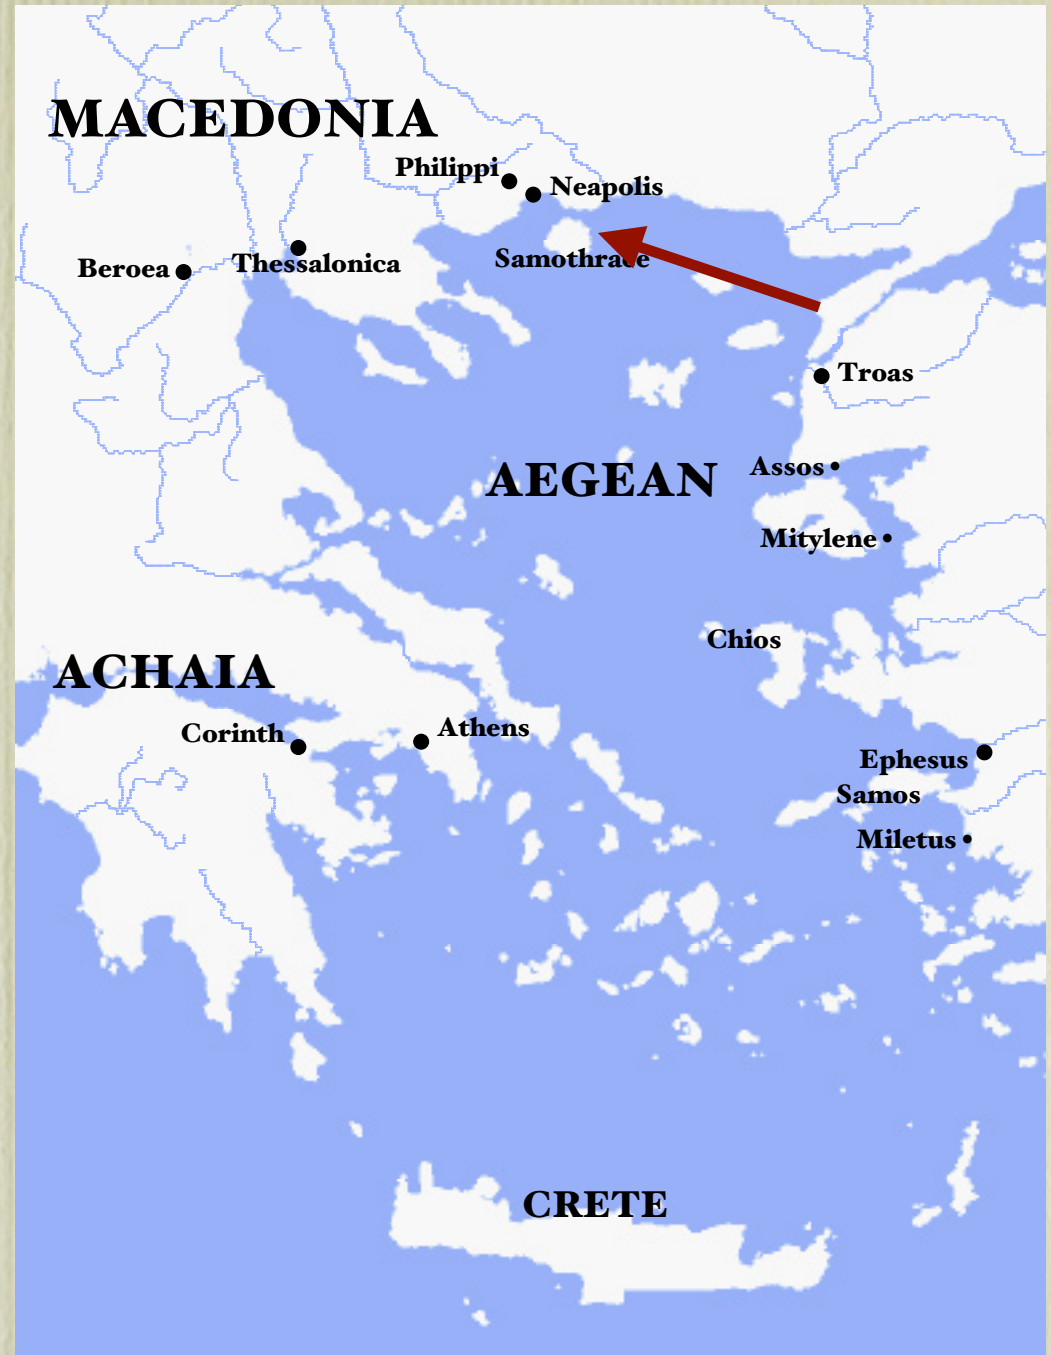 MACEDONIA
Philippi
Neapolis
Beroea
Thessalonica
Samothrace
Troas
AEGEAN
Assos
Mitylene
Chios
ACHAIA
Corinth
Athens
Ephesus
Samos
Miletus
CRETE